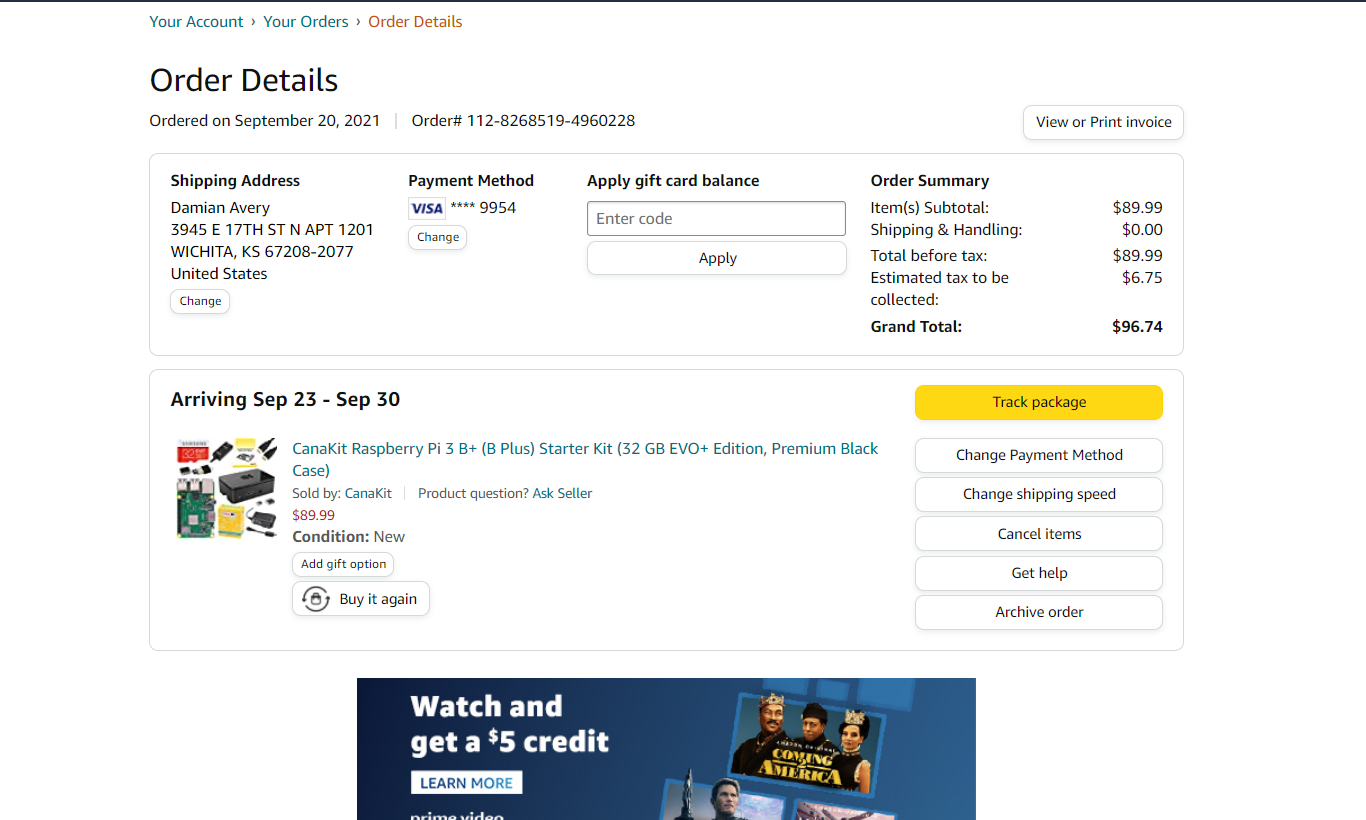 Your Account › Your Orders › Order Details
Order Details
Ordered on September 20, 2021 | Order# 112-8268519-4960228
View or Print invoice
Shipping Address
Damian Avery
3945 E 17TH ST N APT 1201
WICHITA, KS 67208-2077
United States
Change
Payment Method
VISA **** 9954
Change
Apply gift card balance
Enter code
Apply
Order Summary
Item(s) Subtotal: $89.99
Shipping & Handling: $0.00
Total before tax: $89.99
Estimated tax to be $6.75
collected:
Grand Total: $96.74
Arriving Sep 23 - Sep 30
CanaKit Raspberry Pi 3 B+ (B Plus) Starter Kit (32 GB EVO+ Edition, Premium Black
Case)
Sold by: CanaKit | Product question? Ask Seller
$89.99
Condition: New
Add gift option
Buy it again
Track package
Change Payment Method
Change shipping speed
Cancel items
Get help
Archive order
Watch and
get a $5 credit
LEARN MORE
prime video
AMAZON ORIGINAL
COMING
2
AMERICA